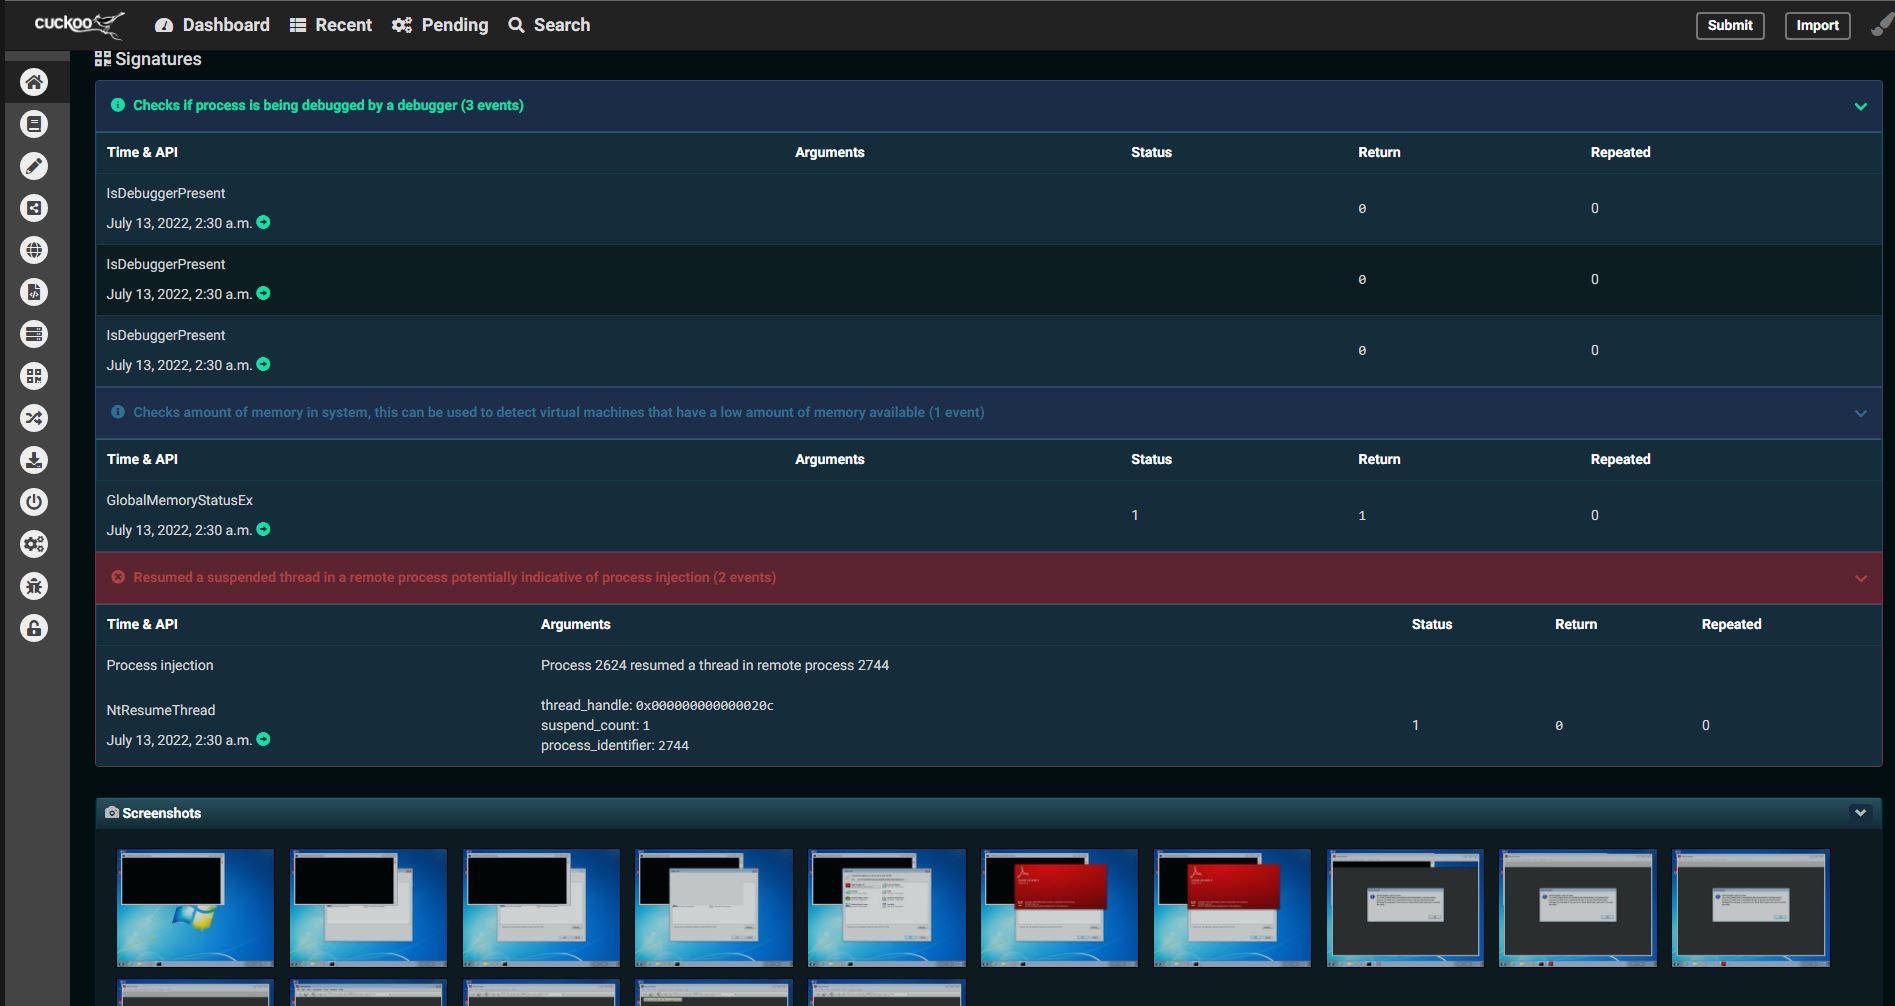 cuckoo Dashboard Recent Pending Search Submit Import
Signatures
Checks if process is being debugged by a debugger (3 events)
Time & API Arguments Status Return Repeated
IsDebuggerPresent
0 0
July 13, 2022, 2:30 a.m.
IsDebuggerPresent
0 0
July 13, 2022, 2:30 a.m.
IsDebuggerPresent
0 0
July 13, 2022, 2:30 a.m.
Checks amount of memory in system, this can be used to detect virtual machines that have a low amount of memory available (1 event)
Time & API Arguments Status Return Repeated
GlobalMemoryStatusEx
1 1 0
July 13, 2022, 2:30 a.m.
Resumed a suspended thread in a remote process potentially indicative of process injection (2 events)
Time & API Arguments Status Return Repeated
Process injection Process 2624 resumed a thread in remote process 2744
NtResumeThread thread_handle: 0x000000000000020c
suspend_count: 1 1 0 0
July 13, 2022, 2:30 a.m. process_identifier: 2744
Screenshots